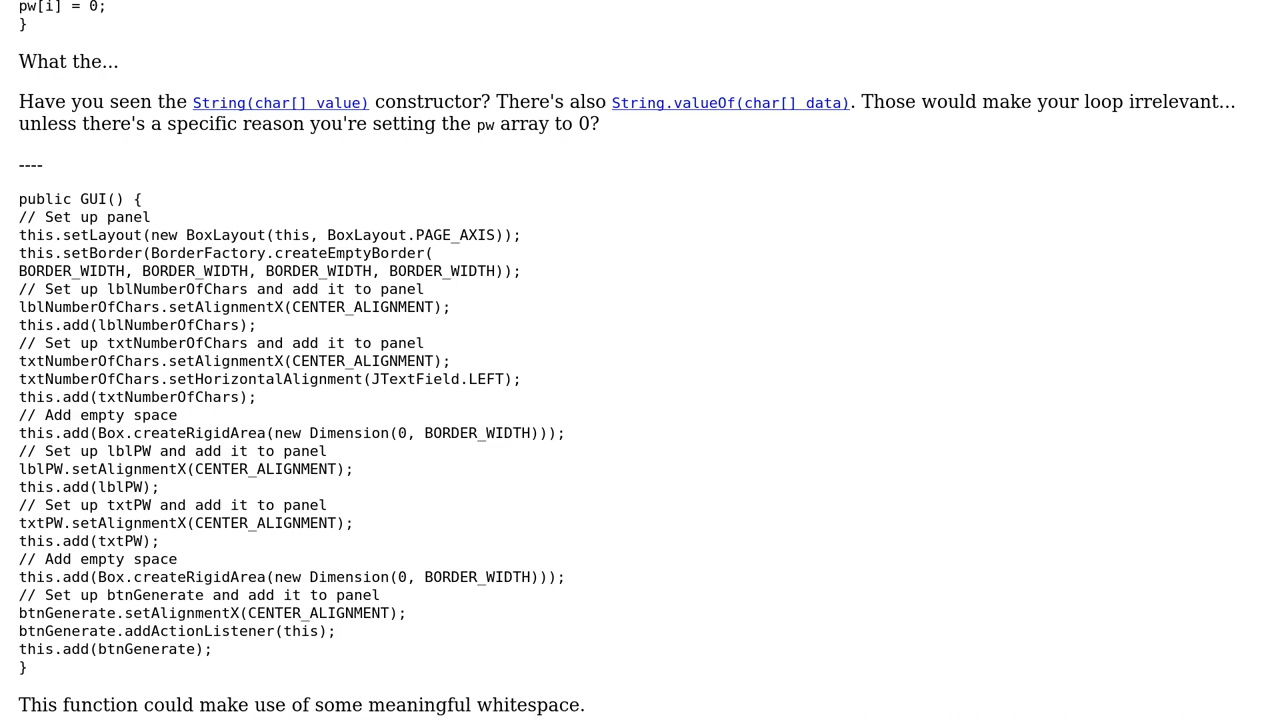 pw[i] = 0;
}
What the...
Have you seen the String(char[] value) constructor? There's also String.valueOf(char[] data). Those would make your loop irrelevant...
unless there's a specific reason you're setting the pw array to 0?
----
public GUI() {
// Set up panel
this.setLayout(new BoxLayout(this, BoxLayout.PAGE_AXIS));
this.setBorder(BorderFactory.createEmptyBorder(
BORDER_WIDTH, BORDER_WIDTH, BORDER_WIDTH, BORDER_WIDTH));
// Set up lblNumberOfChars and add it to panel
lblNumberOfChars.setAlignmentX(CENTER_ALIGNMENT);
this.add(lblNumberOfChars);
// Set up txtNumberOfChars and add it to panel
txtNumberOfChars.setAlignmentX(CENTER_ALIGNMENT);
txtNumberOfChars.setHorizontalAlignment(JTextField.LEFT);
this.add(txtNumberOfChars);
// Add empty space
this.add(Box.createRigidArea(new Dimension(0, BORDER_WIDTH)));
// Set up lblPW and add it to panel
lblPW.setAlignmentX(CENTER_ALIGNMENT);
this.add(lblPW);
// Set up txtPW and add it to panel
txtPW.setAlignmentX(CENTER_ALIGNMENT);
this.add(txtPW);
// Add empty space
this.add(Box.createRigidArea(new Dimension(0, BORDER_WIDTH)));
// Set up btnGenerate and add it to panel
btnGenerate.setAlignmentX(CENTER_ALIGNMENT);
btnGenerate.addActionListener(this);
this.add(btnGenerate);
}
This function could make use of some meaningful whitespace.